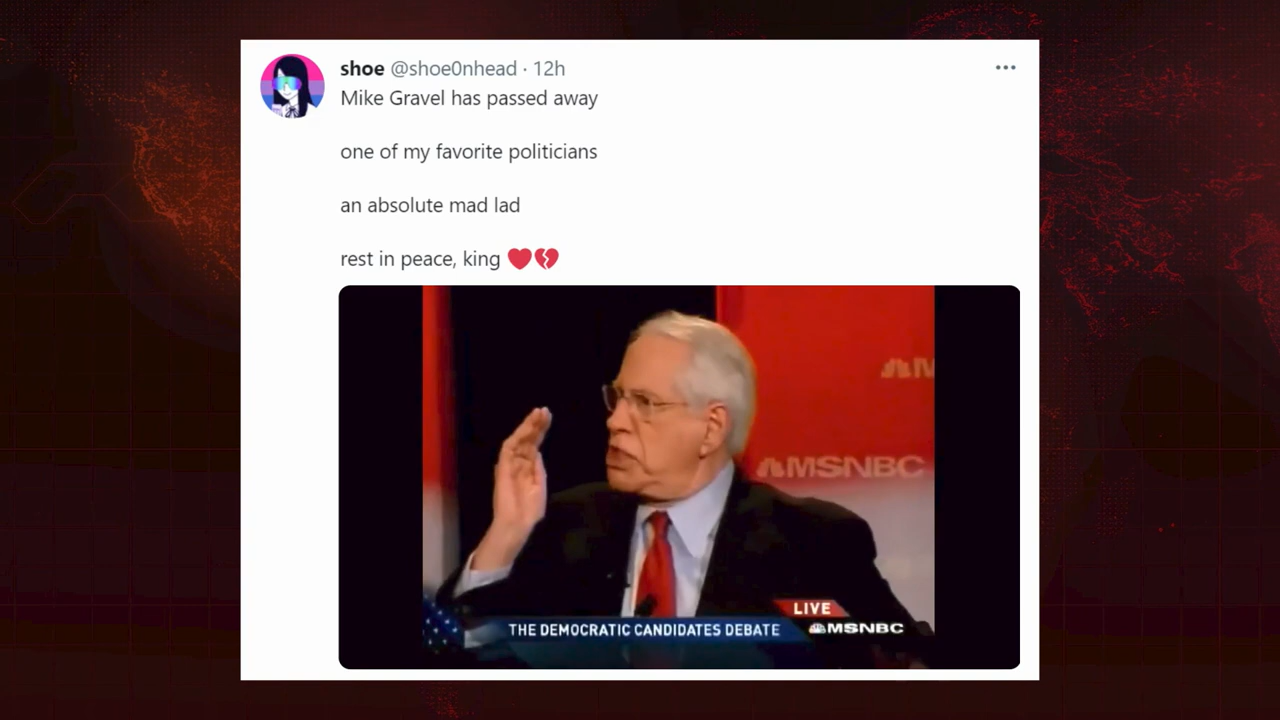 shoe @shoe0nhead · 12h
Mike Gravel has passed away
one of my favorite politicians
an absolute mad lad
rest in peace, king ❤️💔
M
MSNBC
LIVE
THE DEMOCRATIC CANDIDATES DEBATE MSNBC